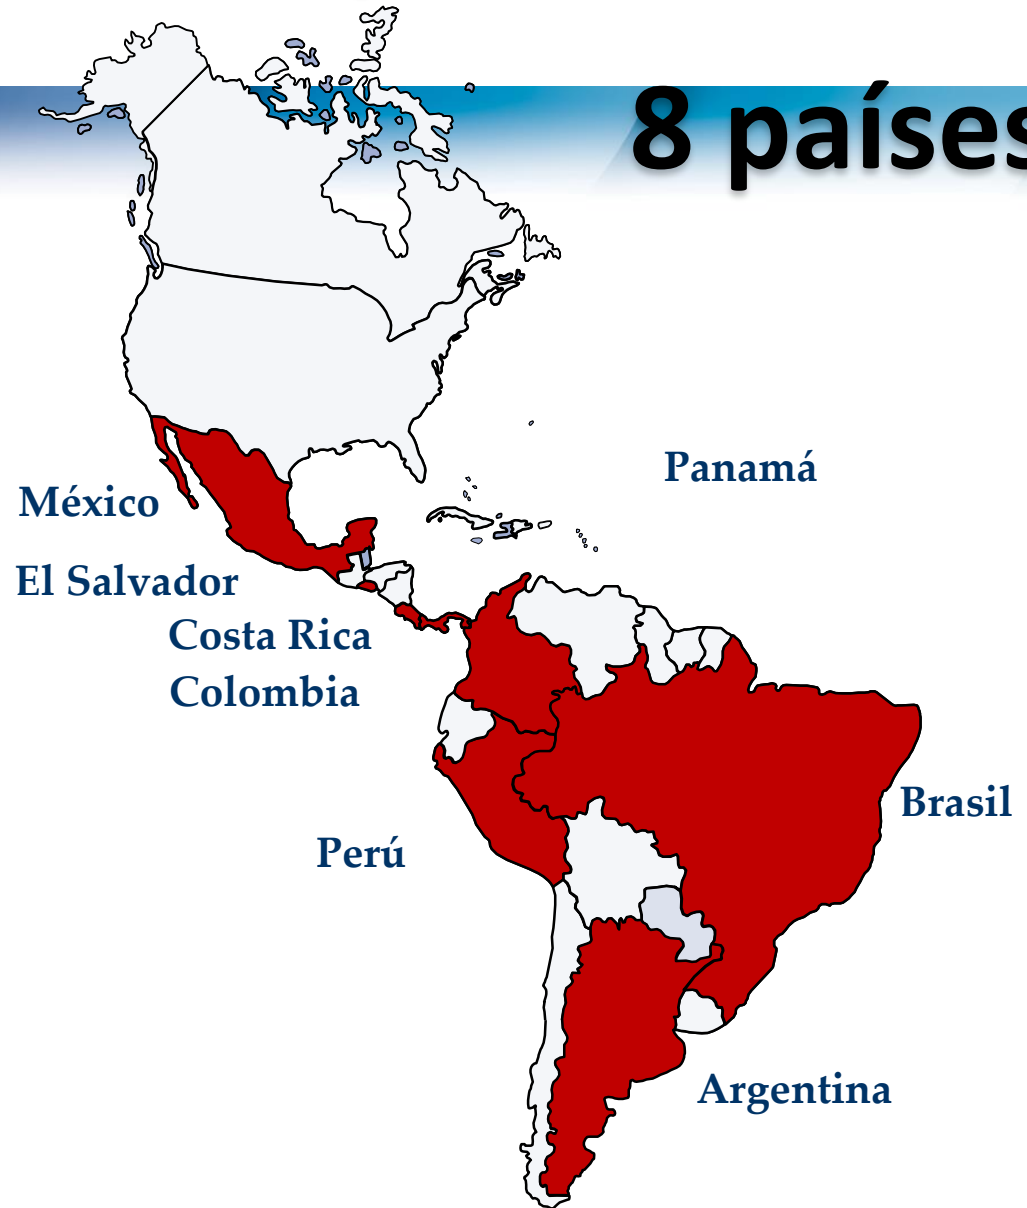 8 países
Panamá
México
El Salvador
Costa Rica
Colombia
Brasil
Perú
Argentina